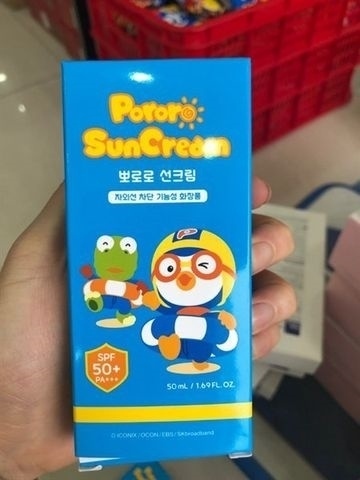 Pororo
SunCream
뽀로로 선크림
자외선 차단 기능성 화장품
P
SPF
50+
PA+++
50 mL / 1.69 FL. OZ.
© ICONIX / OCON / EBS / SKbroadband